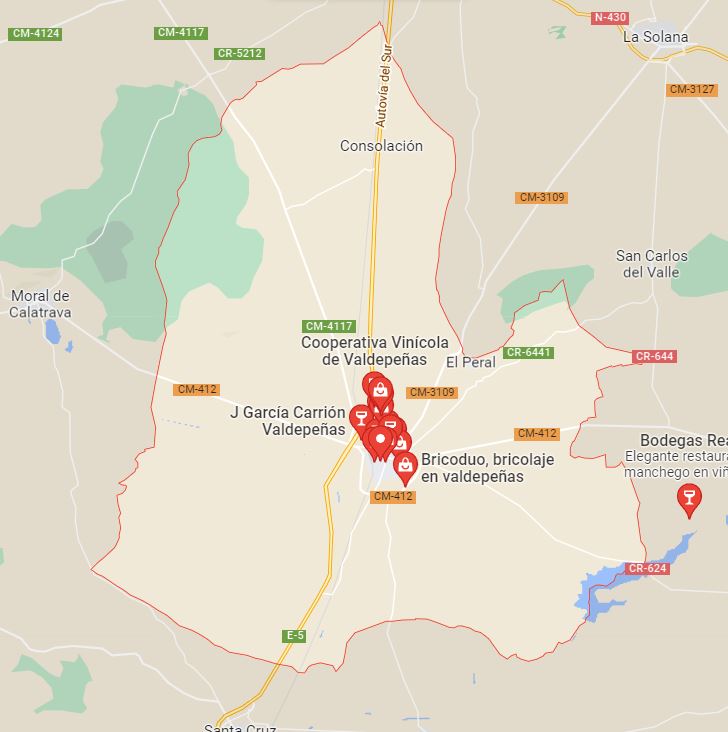 N-430
CM-4124
CM-4117
La Solana
CR-5212
Autovía del Sur
CM-3127
Consolación
CM-3109
San Carlos
del Valle
Moral de
Calatrava
CM-4117
Cooperativa Vinícola
de Valdepeñas
El Peral
CR-6441
CR-644
CM-412
CM-3109
J García Carrión
Valdepeñas
CM-412
Bodegas Rea
Elegante restaura
manchego en viñ
Bricoduo, bricolaje
en valdepeñas
CM-412
CR-624
E-5
Santa Cruz